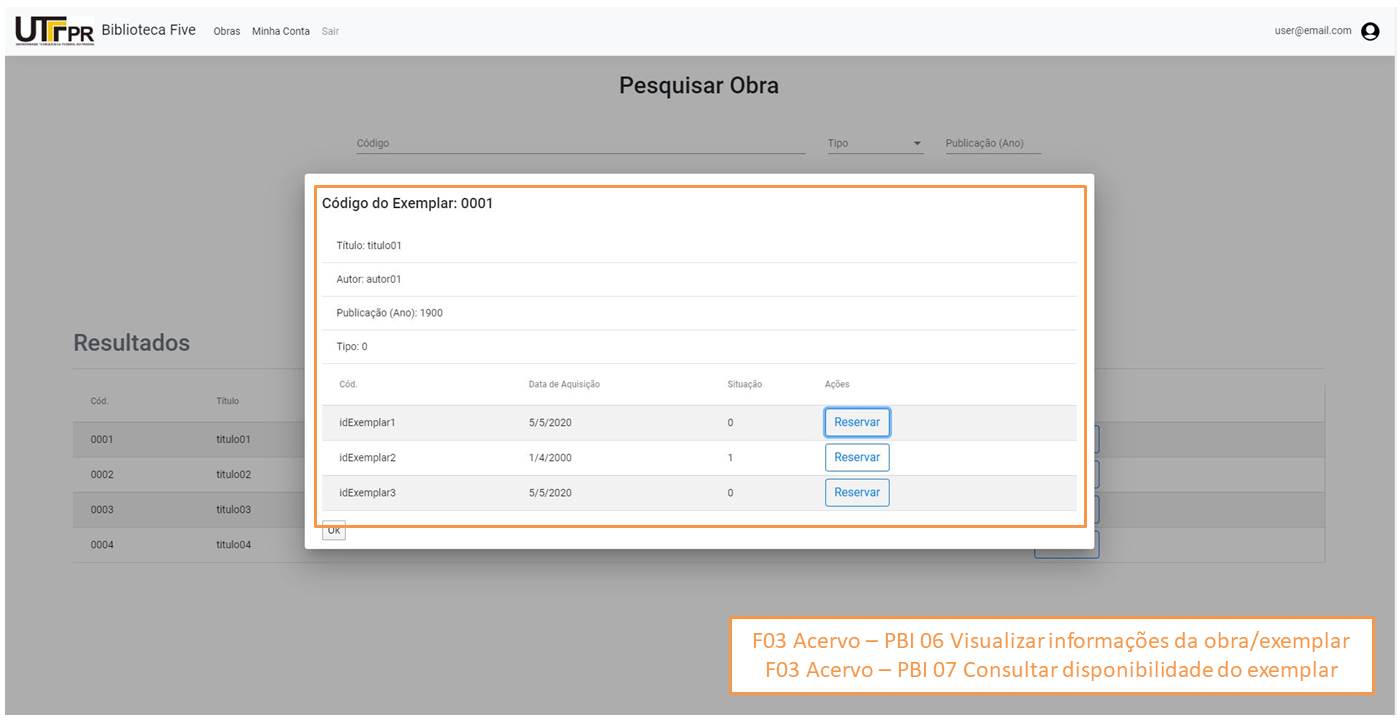 UTFPR Biblioteca Five Obras Minha Conta Sair user@email.com
Pesquisar Obra
Código Tipo Publicação (Ano)
Código do Exemplar: 0001
Título: titulo01
Autor: autor01
Publicação (Ano): 1900
Tipo: 0
Cód. Data de Aquisição Situação Ações
idExemplar1 5/5/2020 0 Reservar
idExemplar2 1/4/2000 1 Reservar
idExemplar3 5/5/2020 0 Reservar
Ok
Resultados
Cód. Título
0001 titulo01
0002 titulo02
0003 titulo03
0004 titulo04
F03 Acervo – PBI 06 Visualizar informações da obra/exemplar
F03 Acervo – PBI 07 Consultar disponibilidade do exemplar